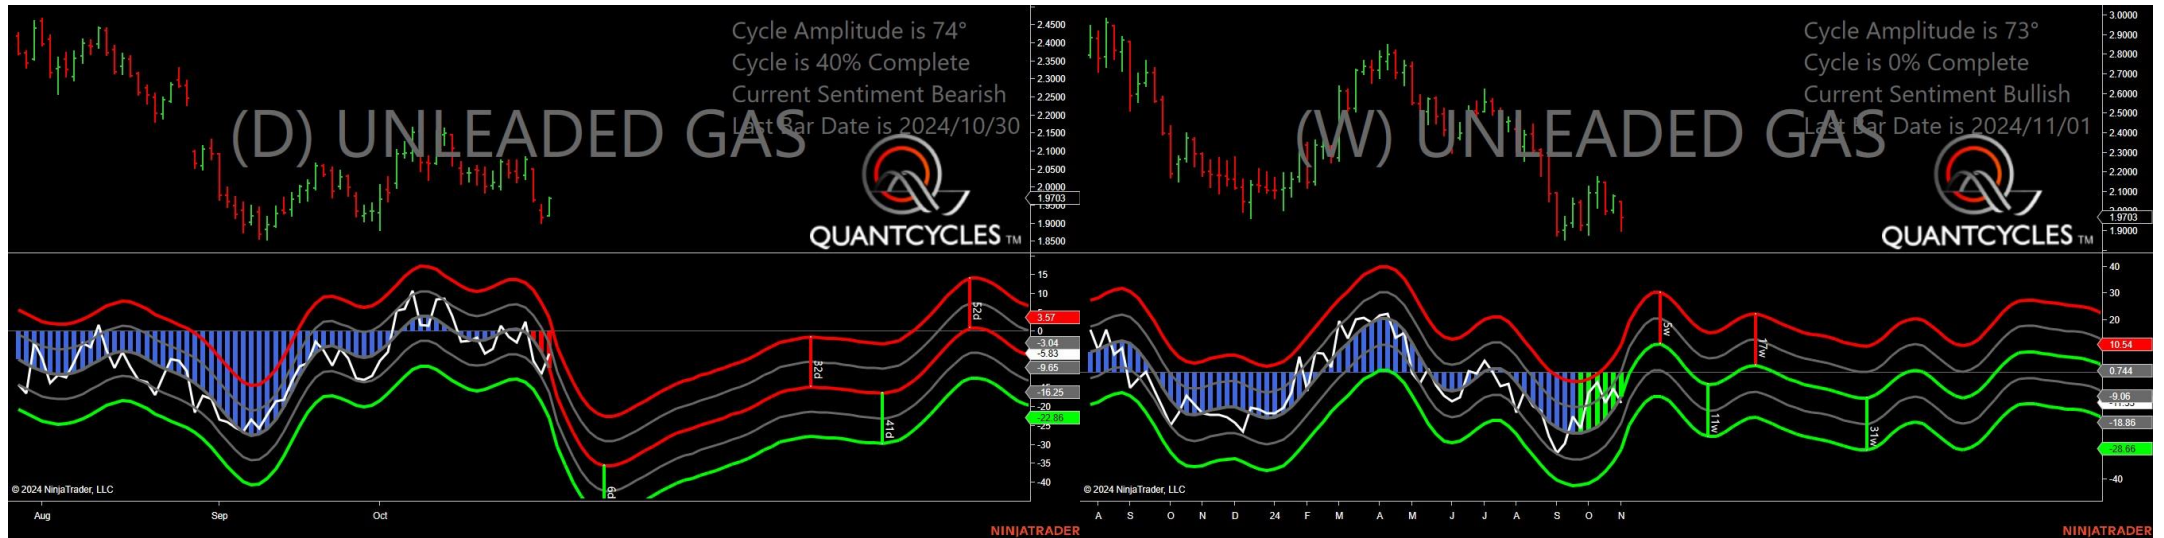 Cycle Amplitude is 74°
Cycle is 40% Complete
Current Sentiment Bearish
Last Bar Date is 2024/10/30
(D) UNLEADED GAS
QUANTCYCLES TM
2.4500
2.4000
2.3500
2.3000
2.2500
2.2000
2.1500
2.1000
2.0500
2.0000
1.9703
1.9000
1.8500
15
10
3.57
0
-3.04
-5.83
-9.65
-16.25
-20
-22.86
-25
-30
-35
-40
52d
32d
41d
6d
© 2024 NinjaTrader, LLC
Aug Sep Oct
NINJATRADER
Cycle Amplitude is 73°
Cycle is 0% Complete
Current Sentiment Bullish
Last Bar Date is 2024/11/01
(W) UNLEADED GAS
QUANTCYCLES TM
3.0000
2.9000
2.8000
2.7000
2.6000
2.5000
2.4000
2.3000
2.2000
2.1000
1.9703
1.9000
40
30
20
10.54
0.744
-9.06
-18.86
-28.66
-40
5w
17w
11w
31w
© 2024 NinjaTrader, LLC
A S O N D 24 F M A M J J A S O N
NINJATRADER